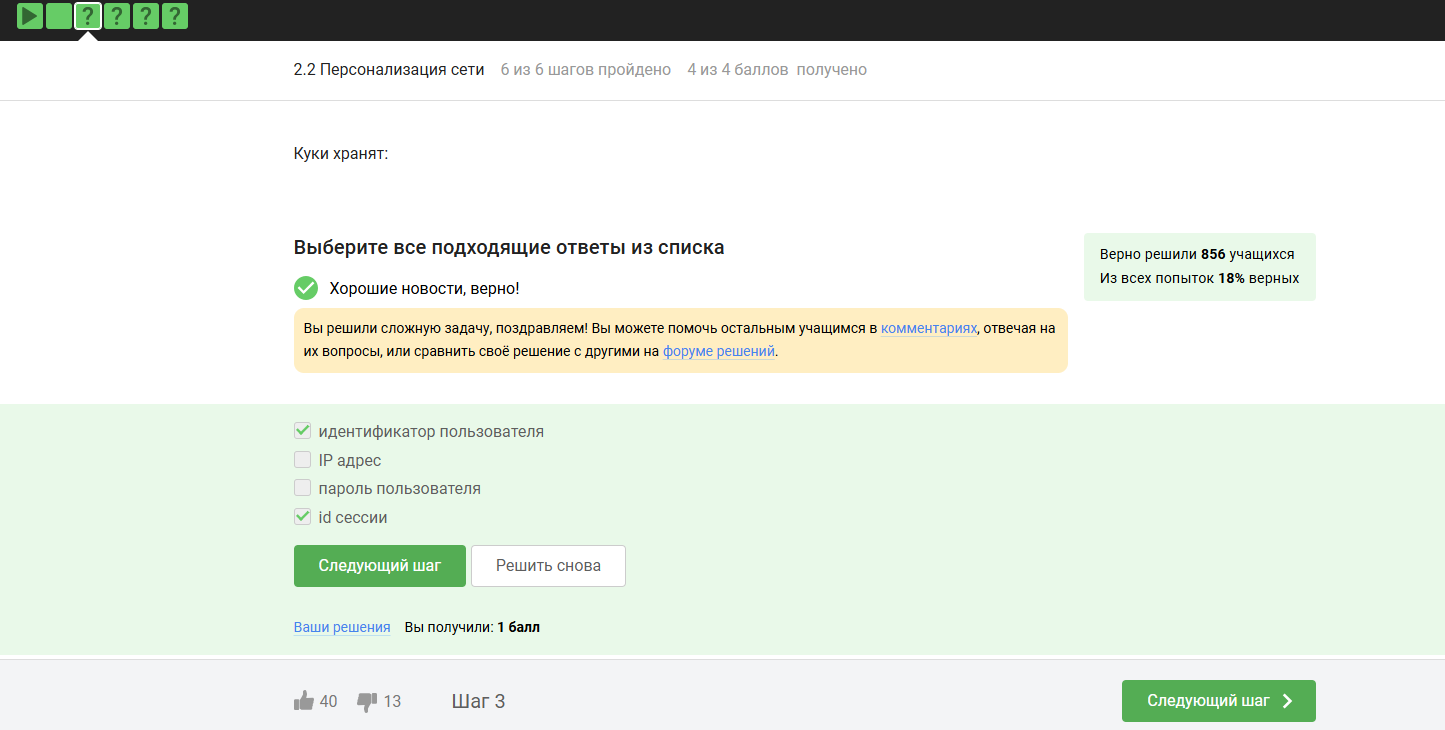 ? ? ? ?
2.2 Персонализация сети 6 из 6 шагов пройдено 4 из 4 баллов получено
Куки хранят:
Выберите все подходящие ответы из списка
Верно решили 856 учащихся
Из всех попыток 18% верных
Хорошие новости, верно!
Вы решили сложную задачу, поздравляем! Вы можете помочь остальным учащимся в комментариях, отвечая на
их вопросы, или сравнить своё решение с другими на форуме решений.
идентификатор пользователя
IP адрес
пароль пользователя
id сессии
Следующий шаг Решить снова
Ваши решения Вы получили: 1 балл
40 13 Шаг 3 Следующий шаг